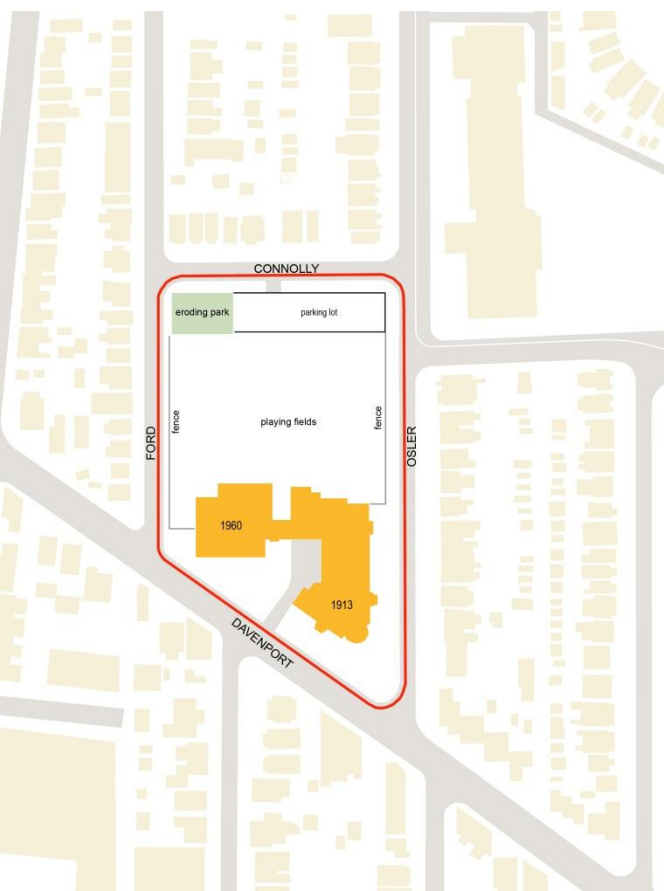 CONNOLLY
eroding park
parking lot
FORD
fence
playing fields
fence
OSLER
1960
1913
DAVENPORT